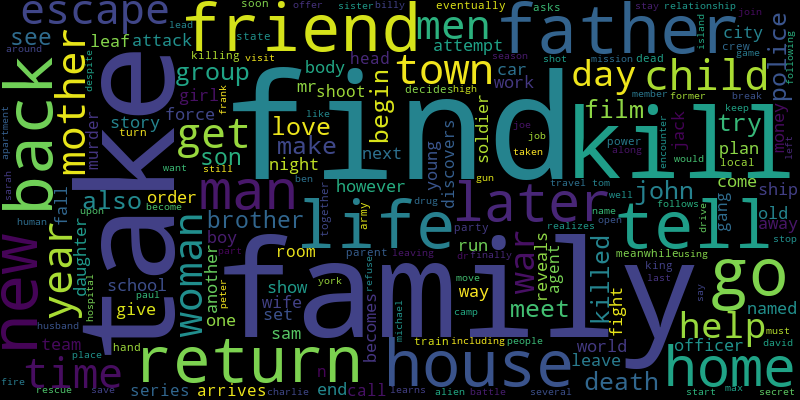 escape
friend
men
father
see
leaf
attack
back
mother
take
find
group
body
head
attempt
town
car
work
day
child
city
island
crew
game
police
lead
soon
state
visit
offer
sister
billy
eventually
asks
stay
relationship
join
season
shot
mission
dead
around
despite
killing
mr
shoot
decides
high
member
former
break
following
girl
frank
like
begin
soldier
film
kill
try
money
story
force
get
love
joe
job
jack
keep
plan
murder
turn
son
make
gun
taken
power
along
encounter
would
local
left
apartment
want
still
night
next
young
discovers
come
gang
ship
sarah
ben
however
travel
tom
well
john
old
away
fall
also
order
man
life
later
tell
name
follows
open
drive
named
human
upon
become
brother
together
army
drug
party
realizes
stop
new
year
daughter
woman
boy
part
parent
refuse
leaving
dr
finally
run
war
reveals
agent
killed
meanwhile
using
go
hospital
school
another
room
family
king
last
say
paul
peter
york
show
move
way
meet
fight
give
one
wife
set
camp
help
must
husband
team
hand
sam
michael
train
including
people
world
officer
david
place
return
becomes
house
leave
home
time
n
death
fire
rescue
save
series
arrives
charlie
end
call
learns
alien
battle
several
start
max
secret